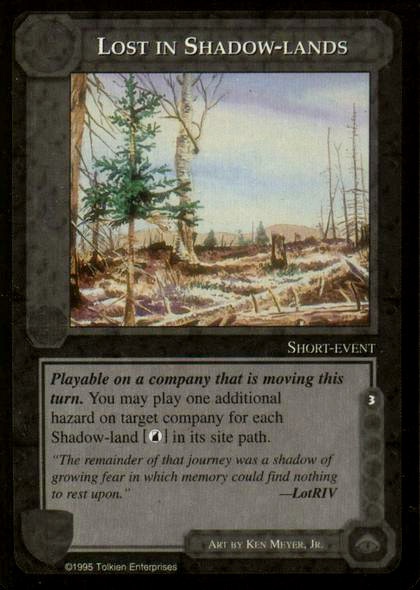 Lost in Shadow-lands
Short-event
Playable on a company that is moving this
turn. You may play one additional
hazard on target company for each
Shadow-land [ ] in its site path.
3
"The remainder of that journey was a shadow of
growing fear in which memory could find nothing
to rest upon." —LotRIV
Art by Ken Meyer, Jr.
©1995 Tolkien Enterprises